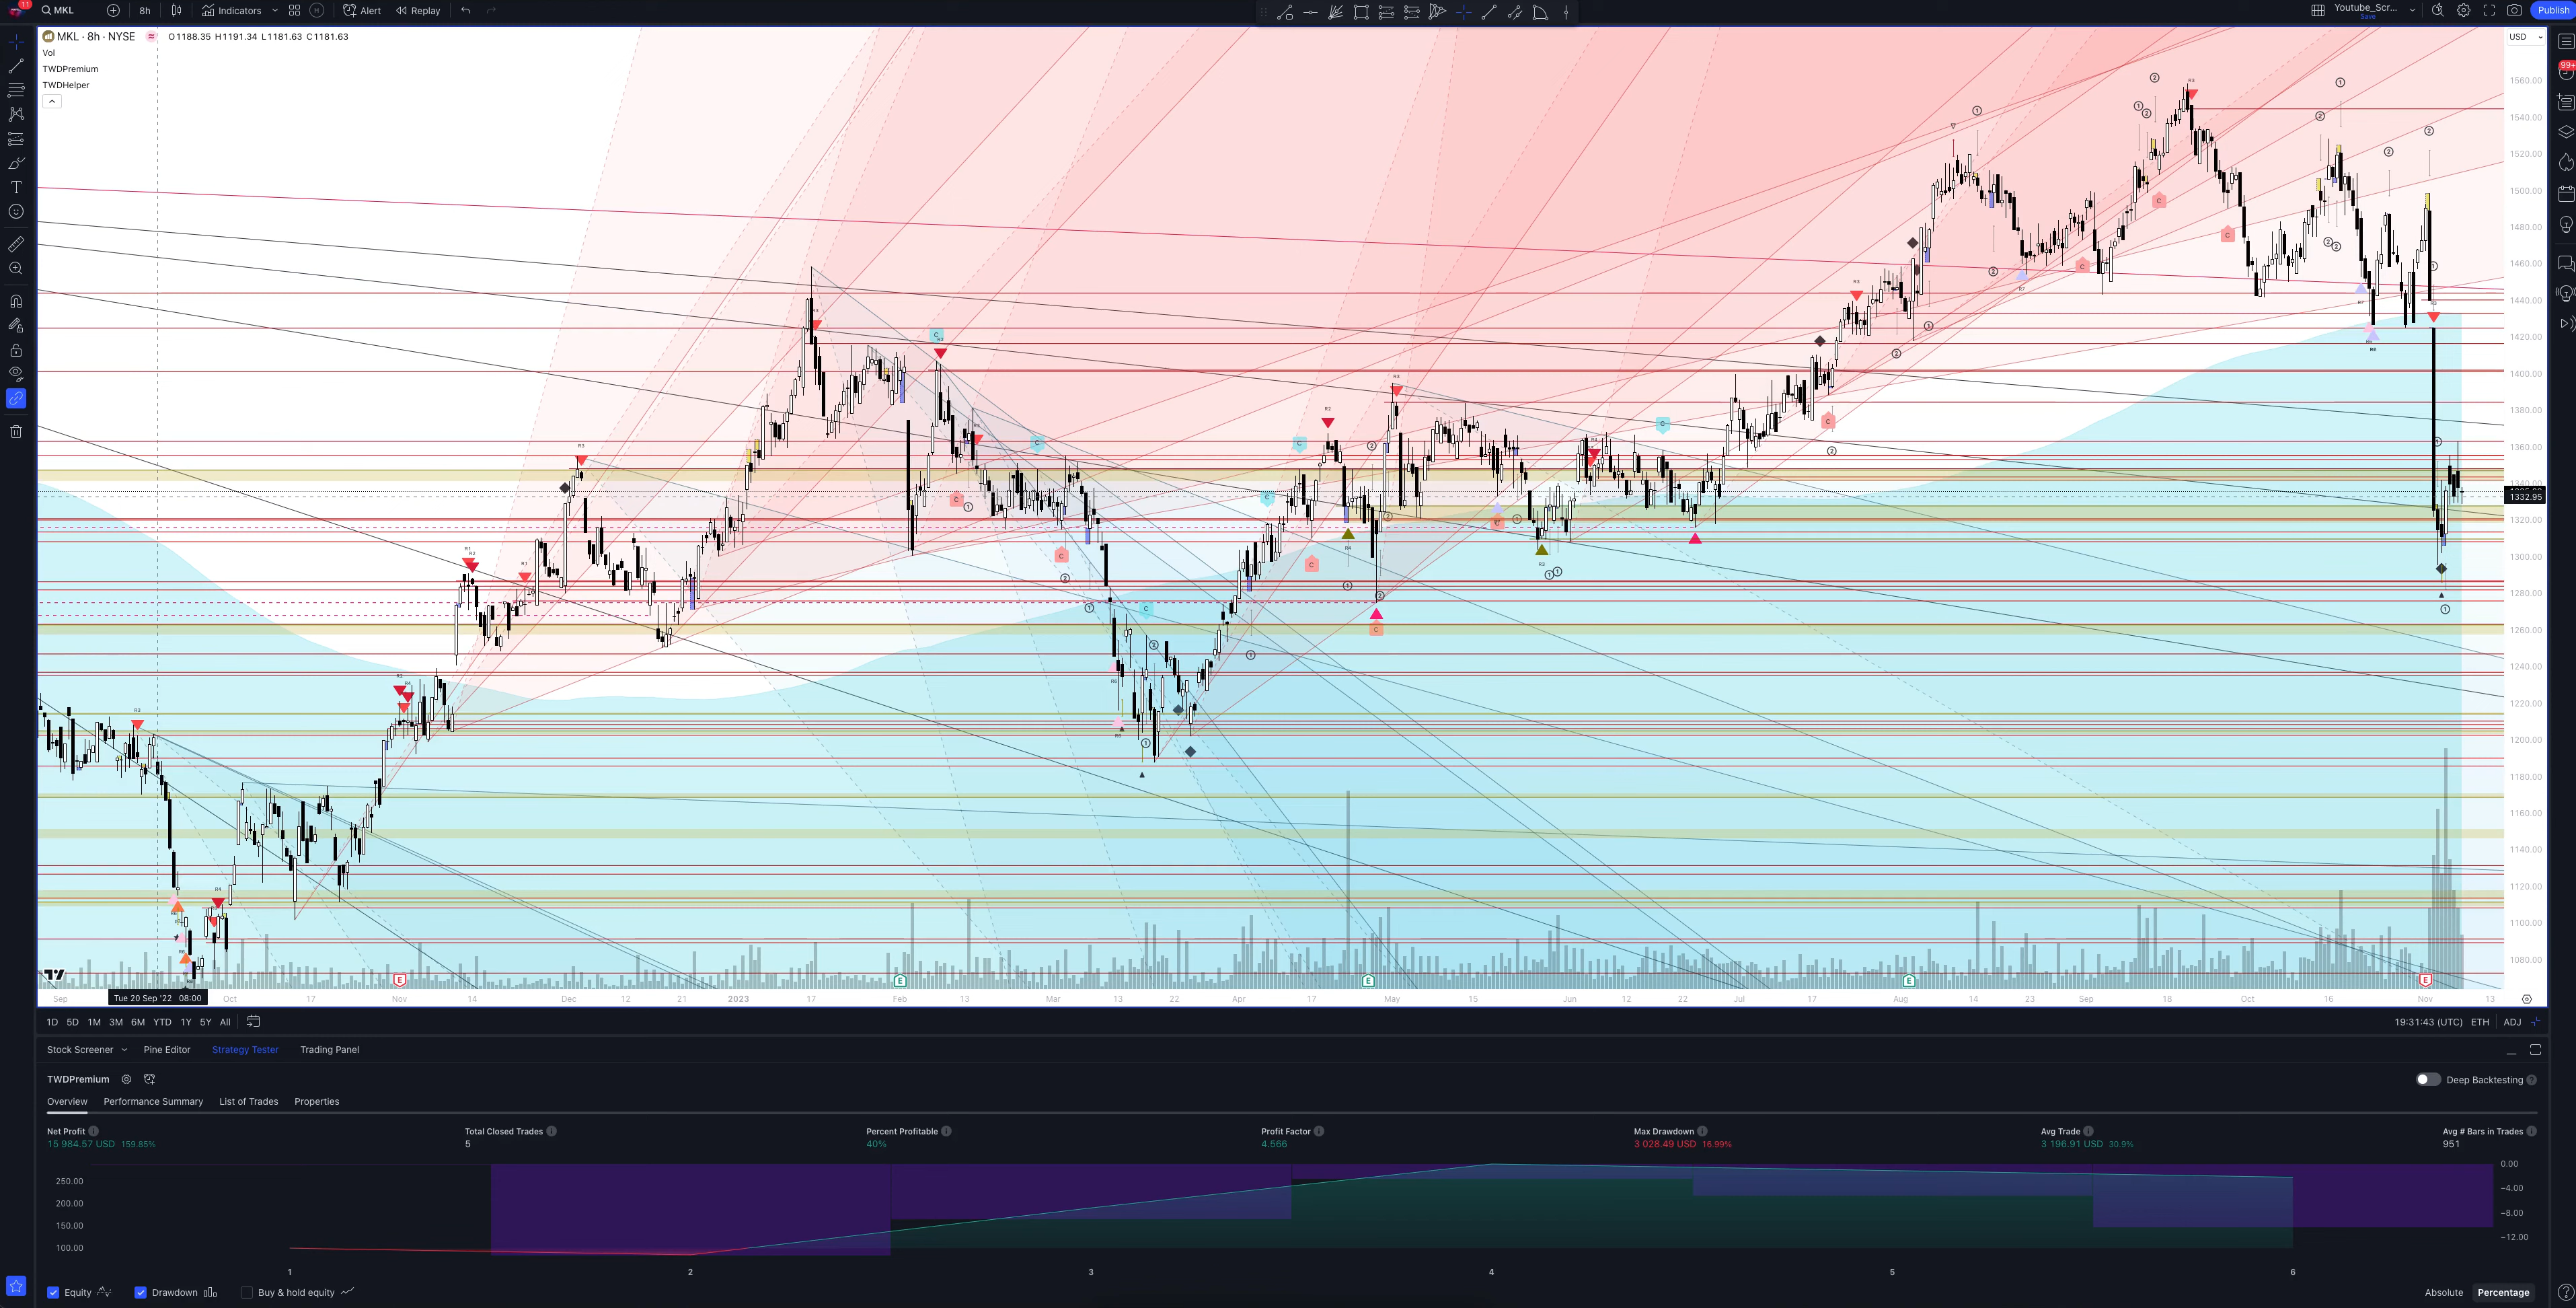 11
MKL
8h
Indicators
Alert
Replay
Youtube_Scr...
Save
Publish
MKL · 8h · NYSE
O1188.35 H1191.34 L1181.63 C1181.63
Vol
TWDPremium
TWDHelper
USD
99+
1560.00
1540.00
1520.00
1500.00
1480.00
1460.00
1440.00
1420.00
1400.00
1380.00
1360.00
1332.95
1320.00
1300.00
1280.00
1260.00
1240.00
1220.00
1200.00
1180.00
1160.00
1140.00
1120.00
1100.00
1080.00
Sep
Tue 20 Sep '22 08:00
Oct
17
Nov
14
Dec
12
21
2023
17
Feb
13
Mar
13
22
Apr
17
May
15
Jun
12
22
Jul
17
Aug
14
23
Sep
18
Oct
16
Nov
13
1D 5D 1M 3M 6M YTD 1Y 5Y All
19:31:43 (UTC) ETH ADJ
Stock Screener Pine Editor Strategy Tester Trading Panel
TWDPremium
Deep Backtesting
Overview Performance Summary List of Trades Properties
Net Profit
15 984.57 USD 159.85%
Total Closed Trades
5
Percent Profitable
40%
Profit Factor
4.566
Max Drawdown
3 028.49 USD 16.99%
Avg Trade
3 196.91 USD 30.9%
Avg # Bars in Trades
951
250.00
200.00
150.00
100.00
0.00
−4.00
−8.00
−12.00
1 2 3 4 5 6
Equity Drawdown Buy & hold equity
Absolute Percentage